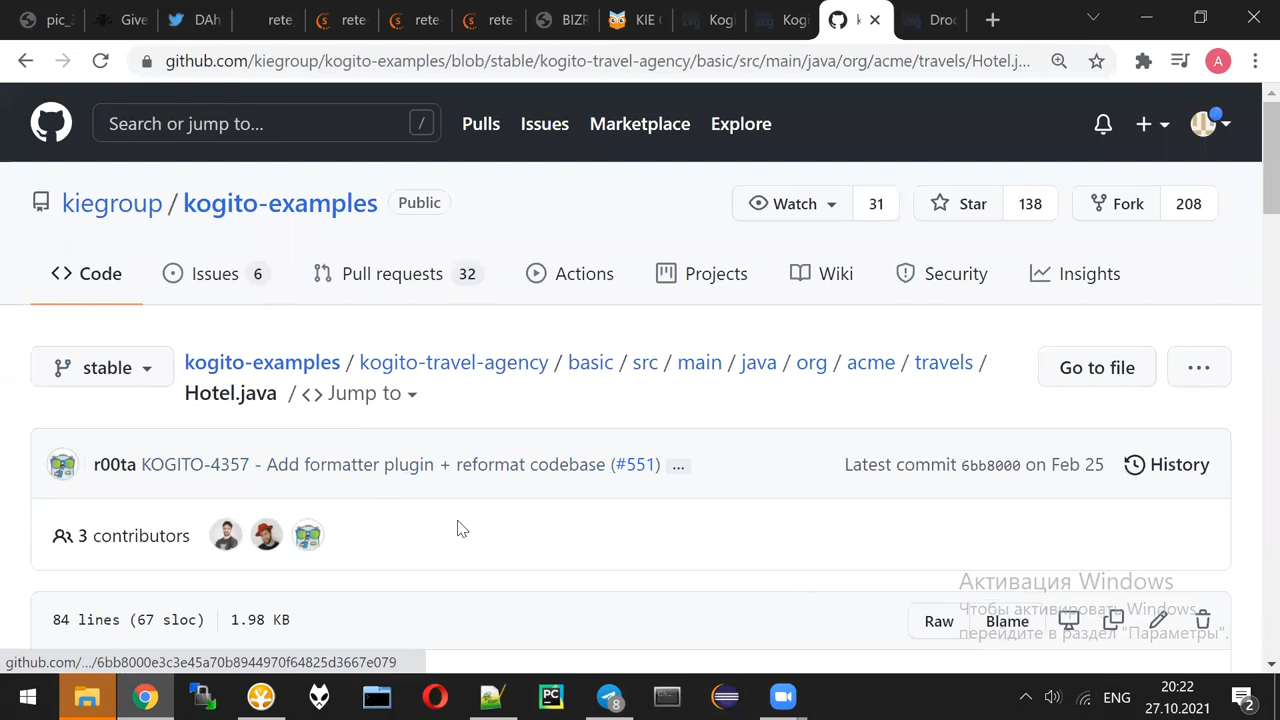 pic_ Give DAh rete rete rete rete BIZR KIE Kogi Kogi k Droo
github.com/kiegroup/kogito-examples/blob/stable/kogito-travel-agency/basic/src/main/java/org/acme/travels/Hotel.j... A
Search or jump to... / Pulls Issues Marketplace Explore
kiegroup / kogito-examples Public Watch 31 Star 138 Fork 208
Code Issues 6 Pull requests 32 Actions Projects Wiki Security Insights
stable kogito-examples / kogito-travel-agency / basic / src / main / java / org / acme / travels / Go to file ...
Hotel.java / <> Jump to
r00ta KOGITO-4357 - Add formatter plugin + reformat codebase (#551) ... Latest commit 6bb8000 on Feb 25 History
3 contributors
Активация Windows
Чтобы активировать Windows,
перейдите в раздел "Параметры".
84 lines (67 sloc) 1.98 KB Raw Blame
github.com/.../6bb8000e3c3e45a70b8944970f64825d3667e079
PC 8 ENG 20:22
27.10.2021 2